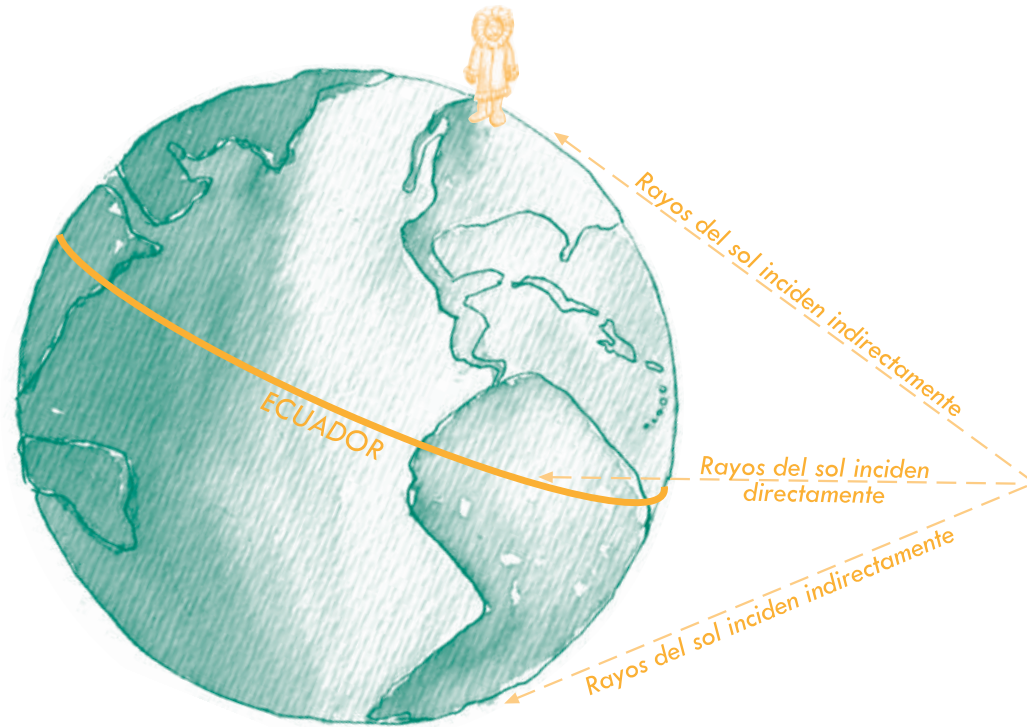 Rayos del sol inciden indirectamente
ECUADOR
Rayos del sol inciden
directamente
Rayos del sol inciden indirectamente